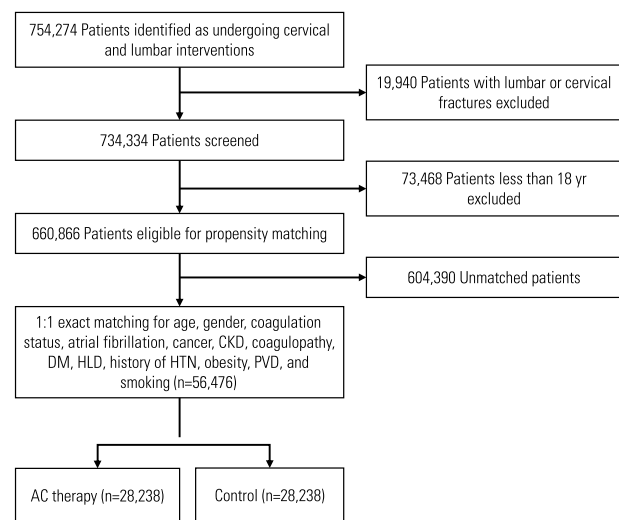 754,274 Patients identified as undergoing cervical
and lumbar interventions
19,940 Patients with lumbar or cervical
fractures excluded
734,334 Patients screened
73,468 Patients less than 18 yr
excluded
660,866 Patients eligible for propensity matching
604,390 Unmatched patients
1:1 exact matching for age, gender, coagulation
status, atrial fibrillation, cancer, CKD, coagulopathy,
DM, HLD, history of HTN, obesity, PVD, and
smoking (n=56,476)
AC therapy (n=28,238)
Control (n=28,238)